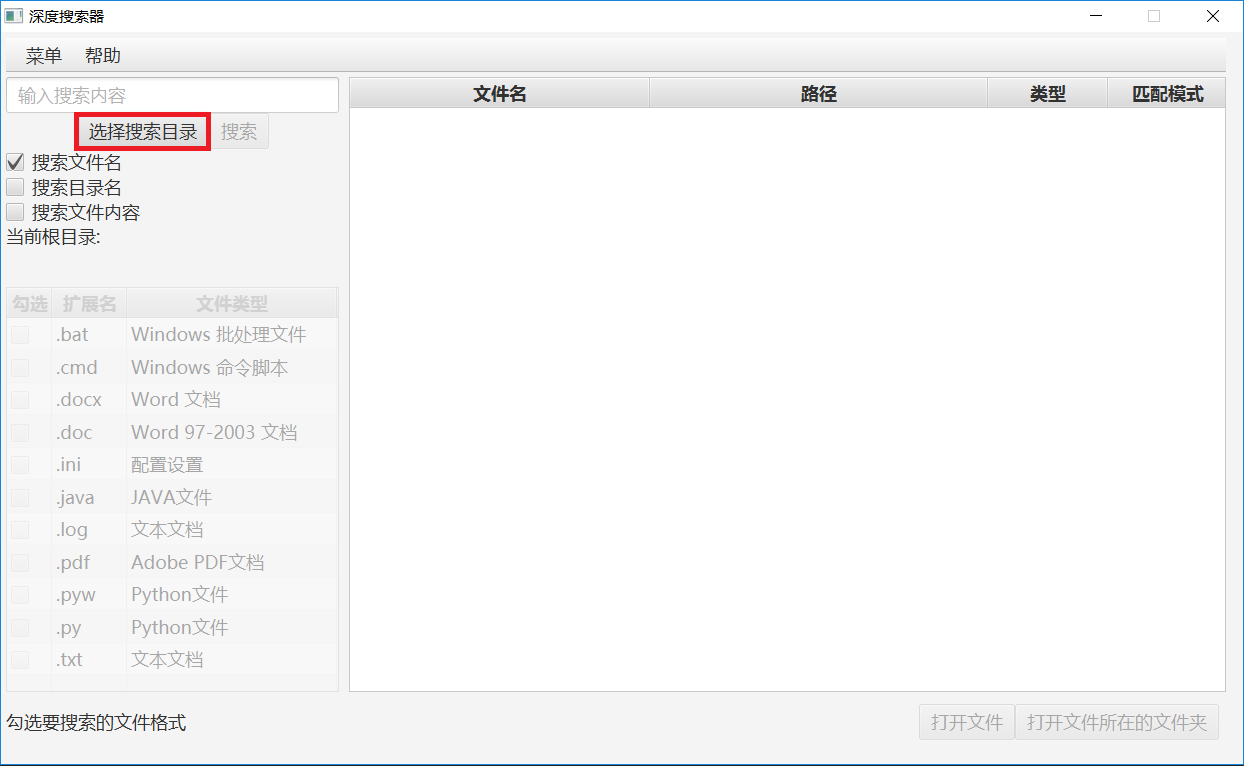 深度搜索器
菜单 帮助
输入搜索内容
选择搜索目录 搜索
搜索文件名
搜索目录名
搜索文件内容
当前根目录:
勾选 扩展名 文件类型
.bat Windows 批处理文件
.cmd Windows 命令脚本
.docx Word 文档
.doc Word 97-2003 文档
.ini 配置设置
.java JAVA文件
.log 文本文档
.pdf Adobe PDF文档
.pyw Python文件
.py Python文件
.txt 文本文档
勾选要搜索的文件格式
文件名 路径 类型 匹配模式
打开文件 打开文件所在的文件夹